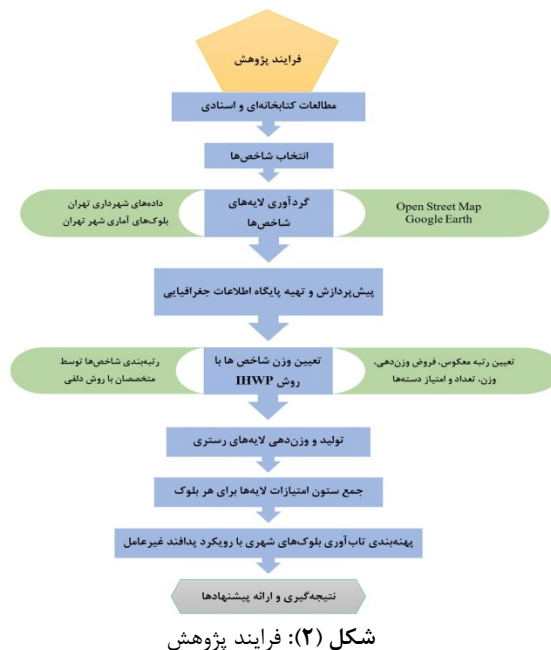 فرایند پژوهش
مطالعات کتابخانه‌ای و اسنادی
انتخاب شاخص‌ها
داده‌های شهرداری تهران
بلوک‌های آماری شهر تهران
گردآوری لایه‌های
شاخص‌ها
Open Street Map
Google Earth
پیش‌پردازش و تهیه پایگاه اطلاعات جغرافیایی
رتبه‌بندی شاخص‌ها توسط
متخصصان با روش دلفی
تعیین وزن شاخص ها با
روش IHWP
تعیین رتبه معکوس، فروض وزن‌دهی،
وزن، تعداد و امتیاز دسته‌ها
تولید و وزن‌دهی لایه‌های رستری
جمع ستون امتیازات لایه‌ها برای هر بلوک
پهنه‌بندی تاب‌آوری بلوک‌های شهری با رویکرد پدافند غیرعامل
نتیجه‌گیری و ارائه پیشنهادها
شکل (۲): فرایند پژوهش